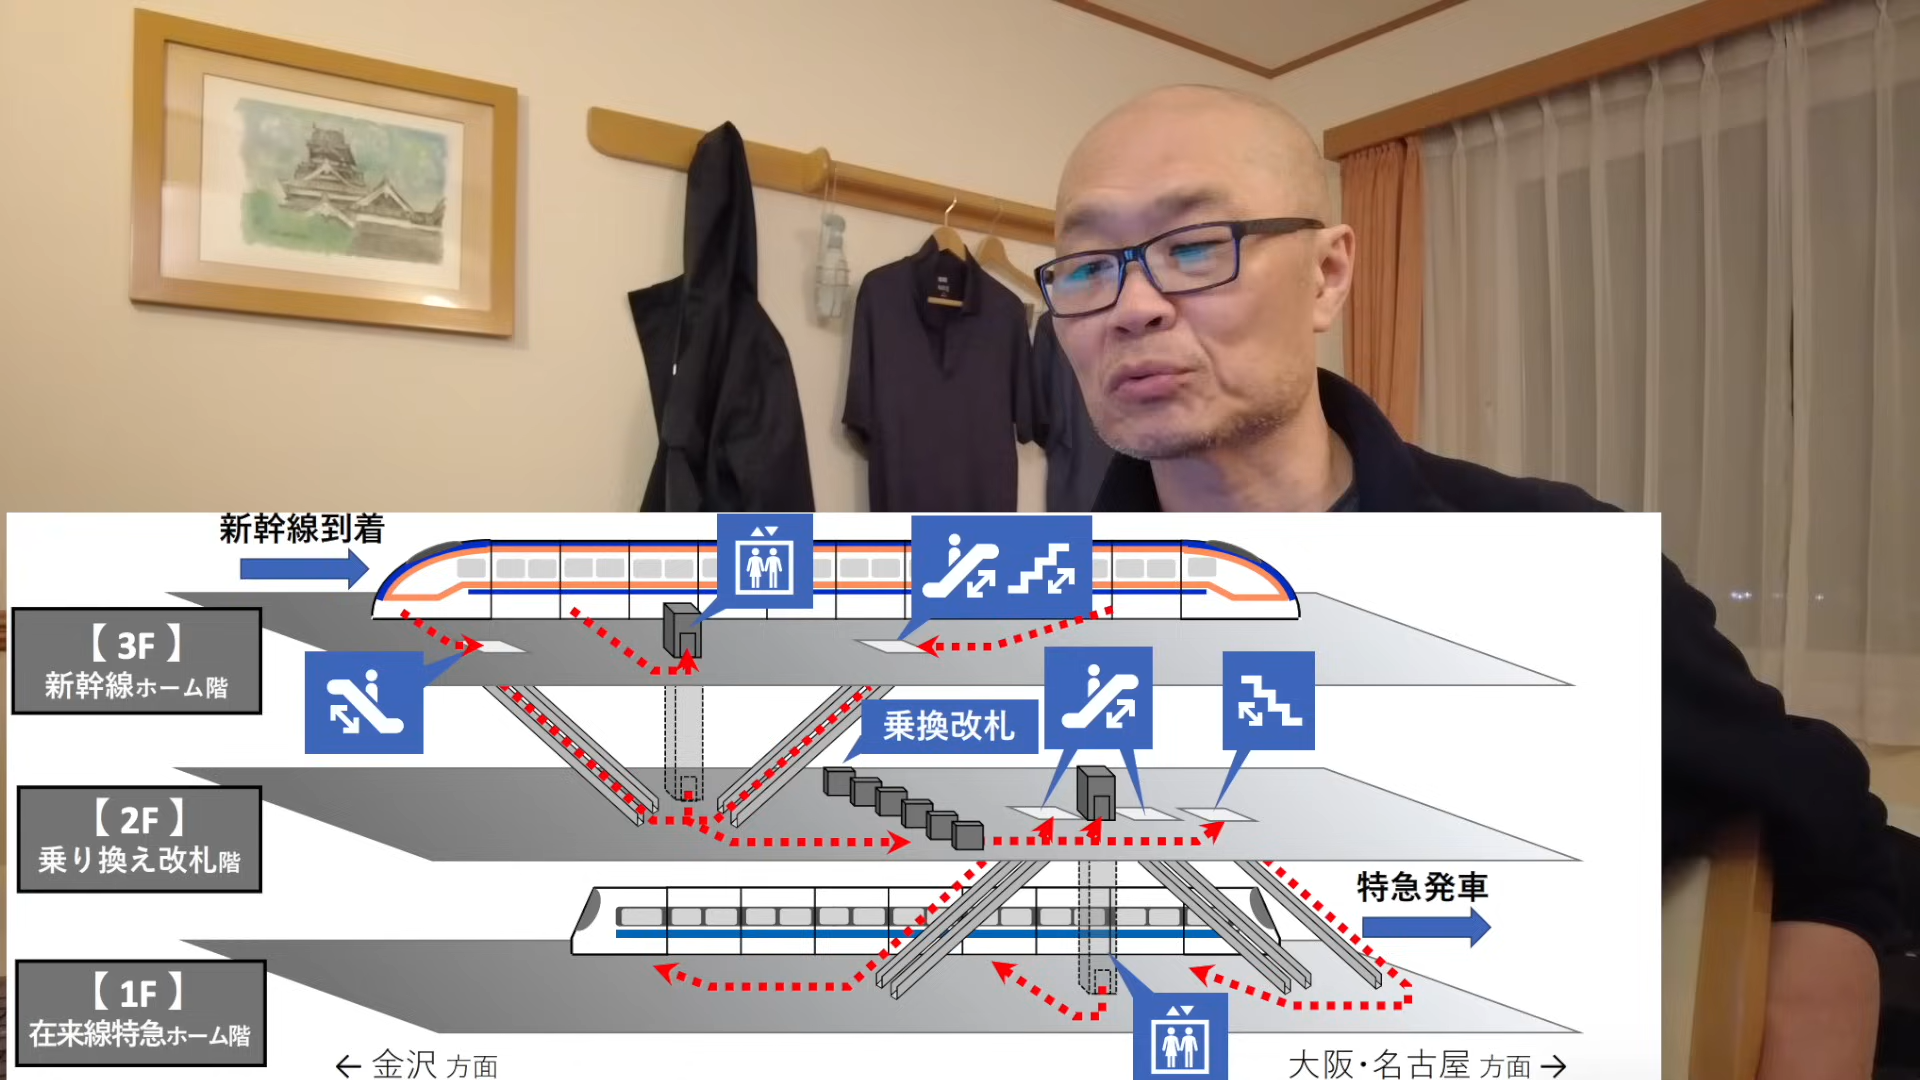 新幹線到着
【 3F 】
新幹線ホーム階
乗換改札
【 2F 】
乗り換え改札階
特急発車
【 1F 】
在来線特急ホーム階
← 金沢 方面
大阪・名古屋 方面 →